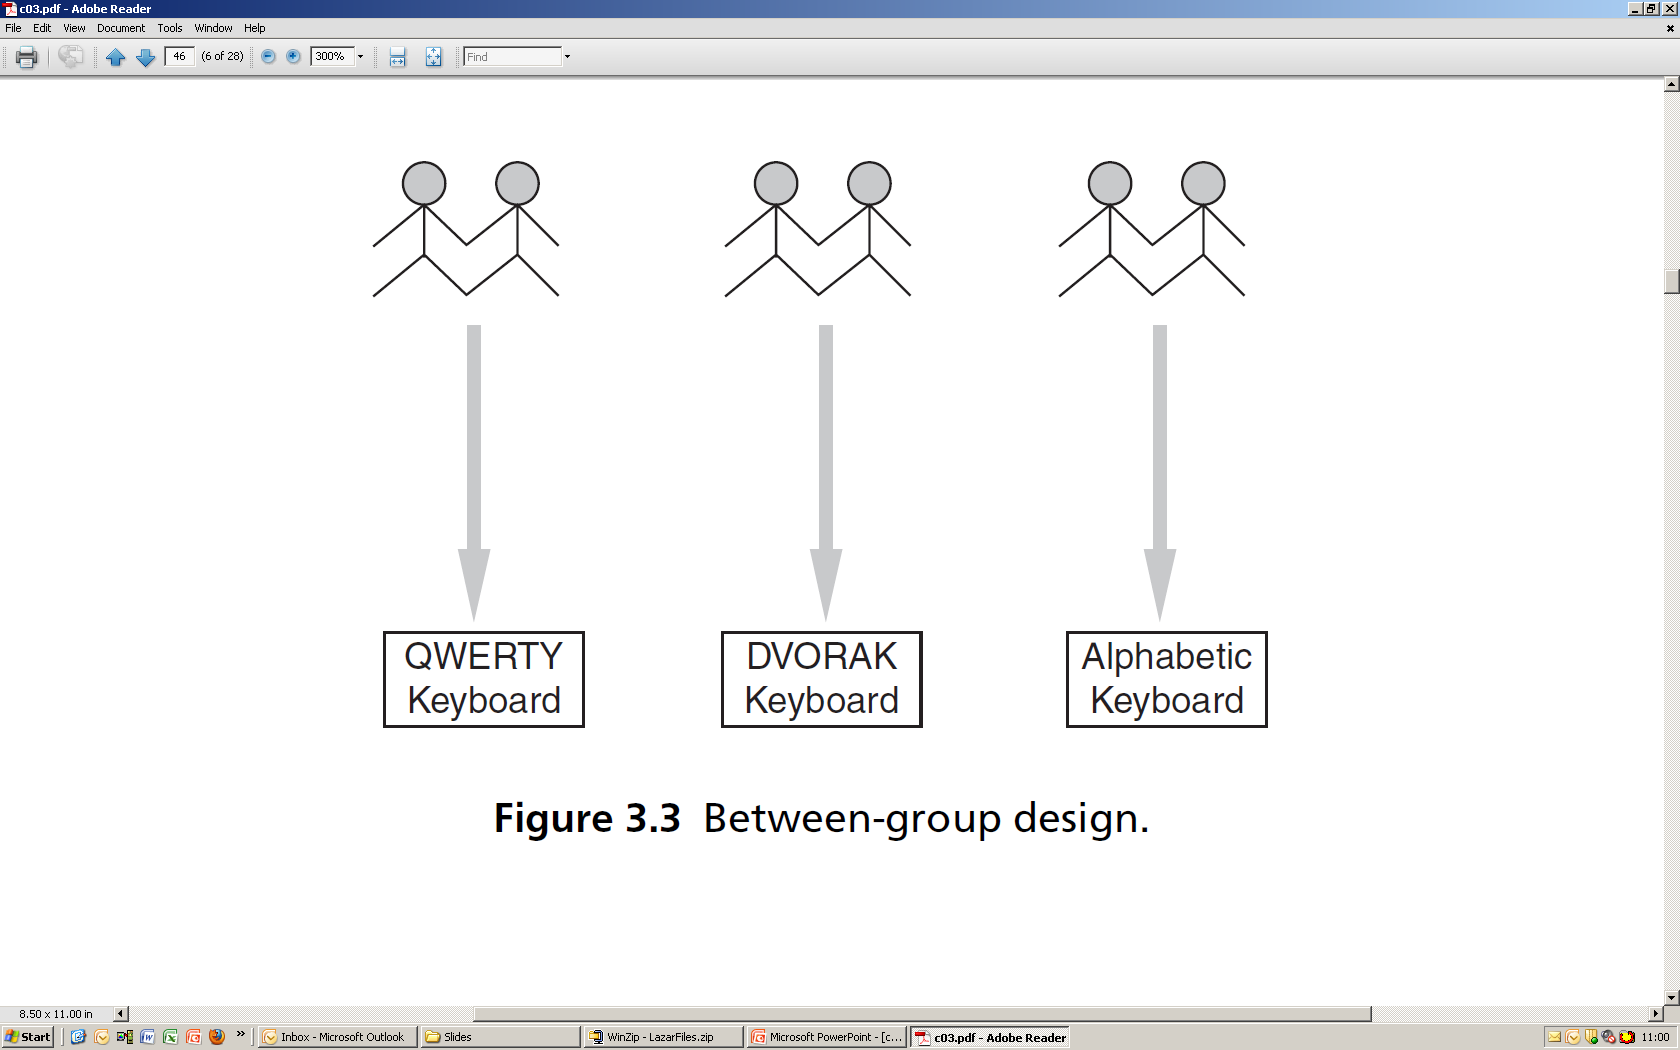 c03.pdf - Adobe Reader
File Edit View Document Tools Window Help
46 (6 of 28) 300% Find
QWERTY
Keyboard
DVORAK
Keyboard
Alphabetic
Keyboard
Figure 3.3 Between-group design.
8.50 x 11.00 in
Start » Inbox - Microsoft Outlook Slides WinZip - LazarFiles.zip Microsoft PowerPoint - [c... c03.pdf - Adobe Reader 11:00